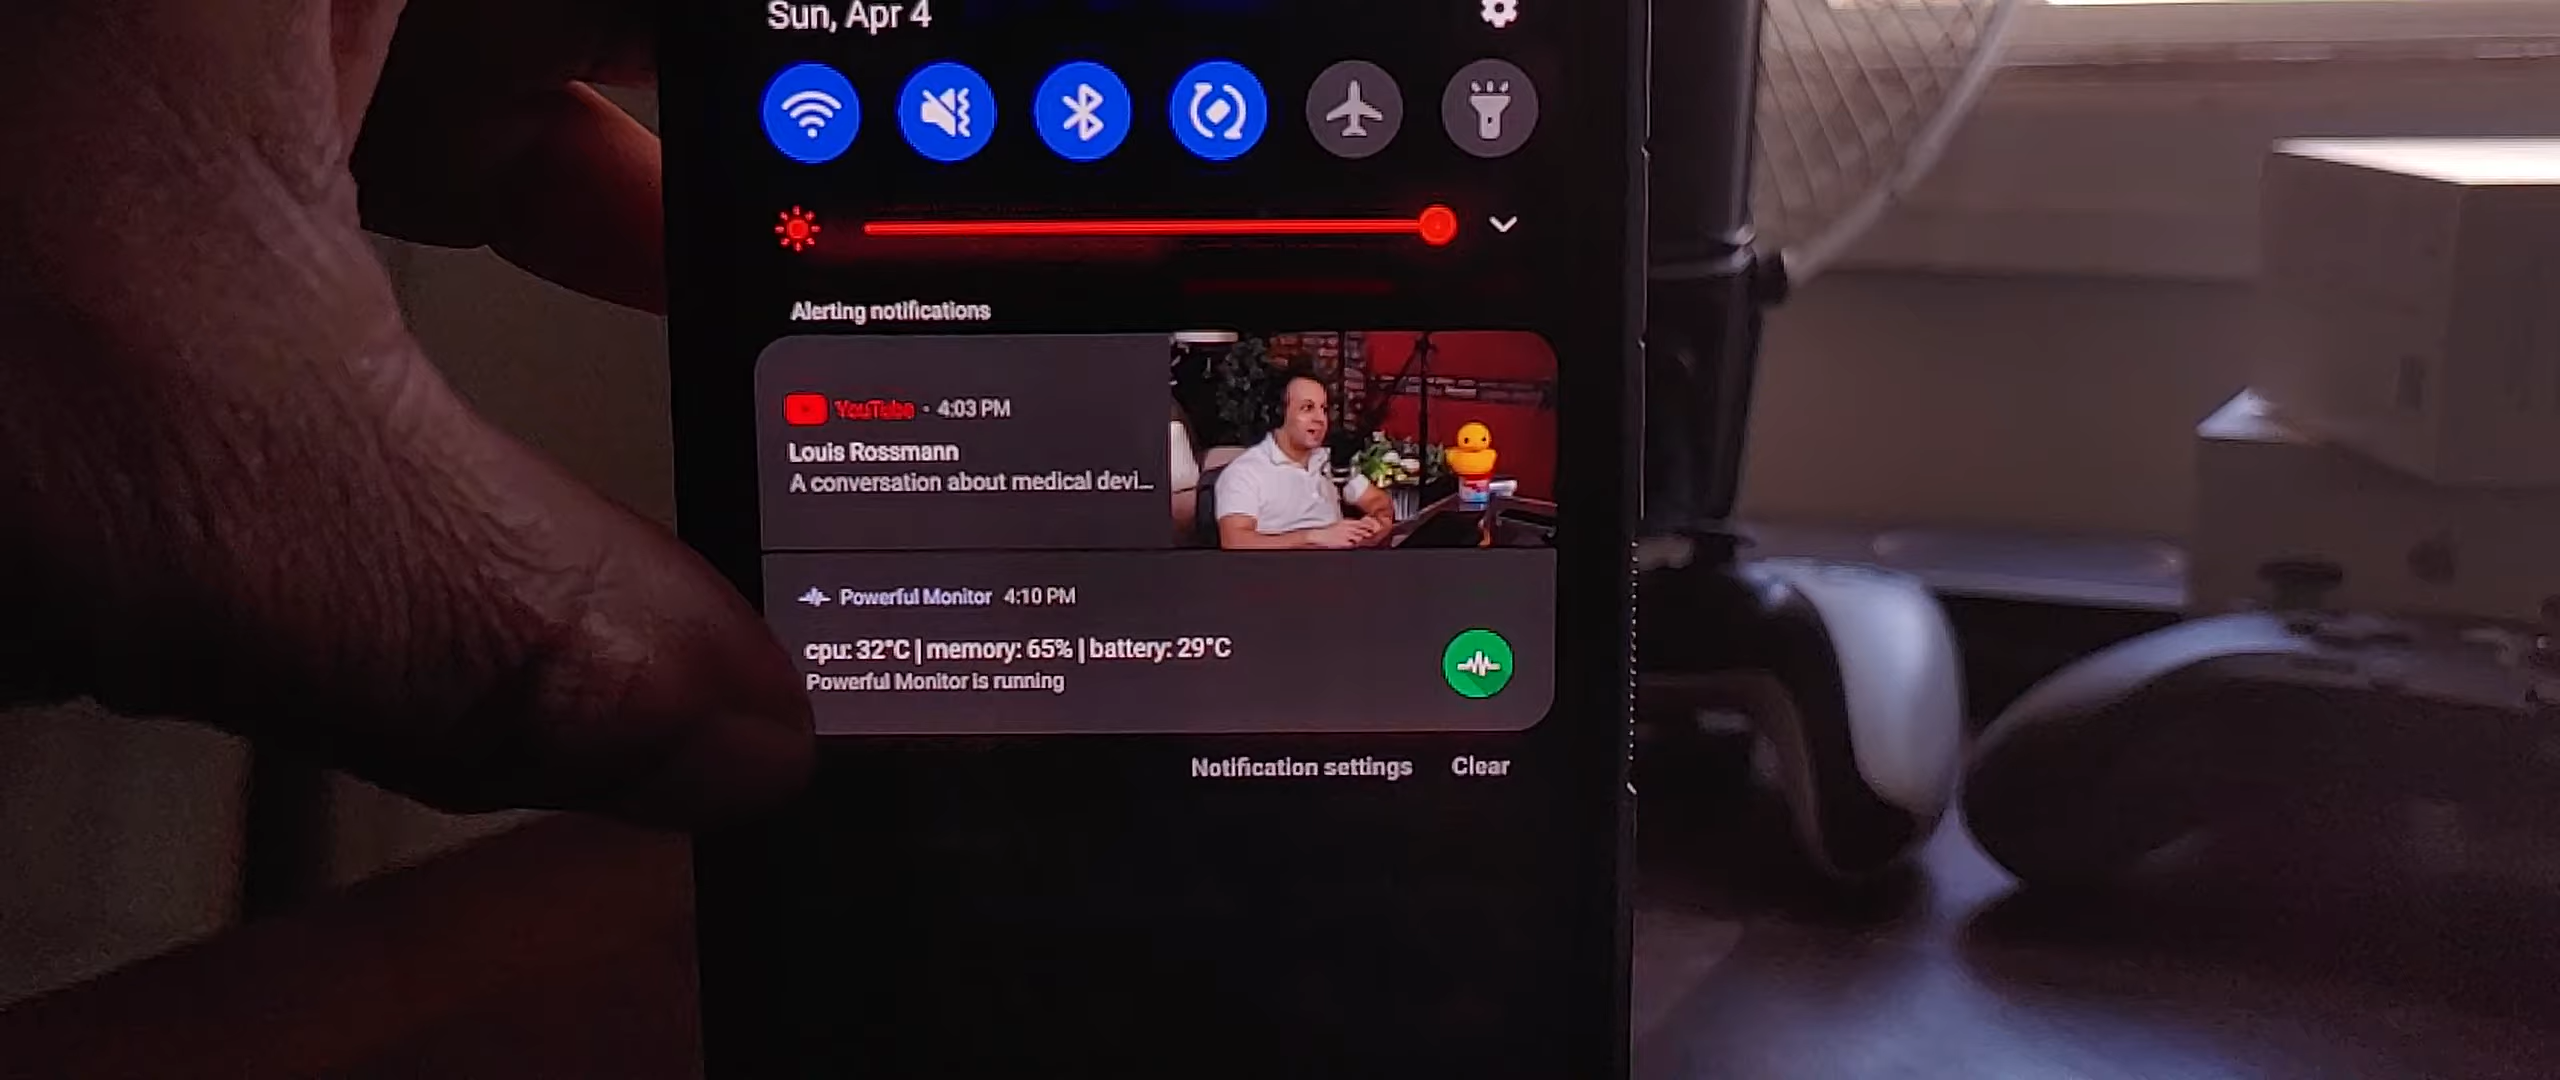 Sun, Apr 4
Alerting notifications
YouTube • 4:03 PM
Louis Rossmann
A conversation about medical devi...
Powerful Monitor 4:10 PM
cpu: 32°C | memory: 65% | battery: 29°C
Powerful Monitor is running
Notification settings Clear